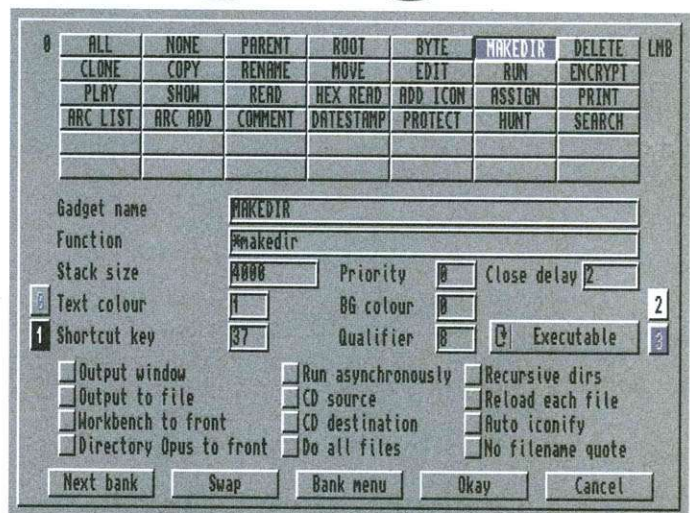 0 ALL NONE PARENT ROOT BYTE MAKEDIR DELETE LMB
CLONE COPY RENAME MOVE EDIT RUN ENCRYPT
PLAY SHOW READ HEX READ ADD ICON ASSIGN PRINT
ARC LIST ARC ADD COMMENT DATESTAMP PROTECT HUNT SEARCH
Gadget name MAKEDIR
Function *makedir
Stack size 4000 Priority 0 Close delay 2
0 Text colour 1 BG colour 0 2
1 Shortcut key 37 Qualifier 8 Executable 3
Output window Run asynchronously Recursive dirs
Output to file CD source Reload each file
Workbench to front CD destination Auto iconify
Directory Opus to front Do all files No filename quote
Next bank Swap Bank menu Okay Cancel